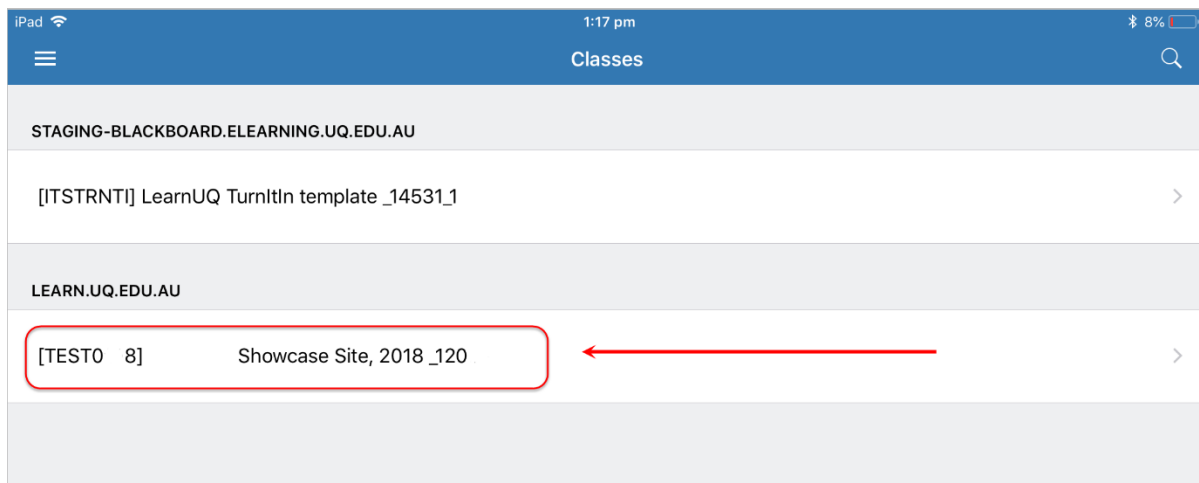 iPad 1:17 pm 8%
Classes
STAGING-BLACKBOARD.ELEARNING.UQ.EDU.AU
[ITSTRNTI] LearnUQ TurnItIn template _14531_1
LEARN.UQ.EDU.AU
[TEST0 8] Showcase Site, 2018 _120